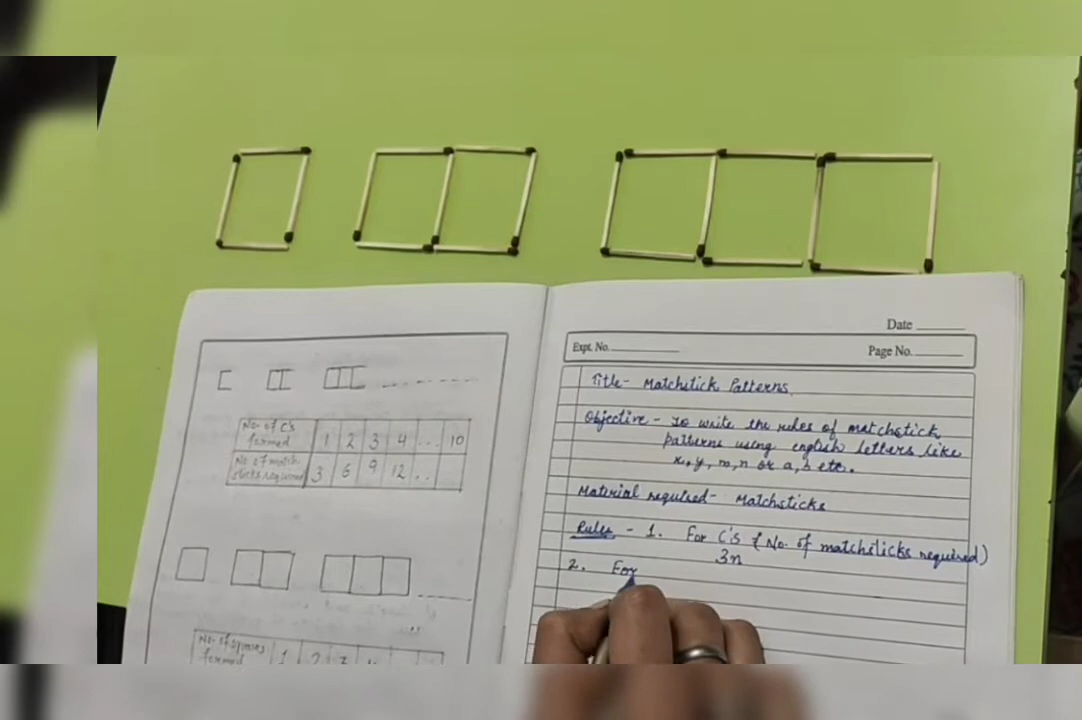 No. of C's
formed 1 2 3 4 ... 10
No. of match
sticks required 3 6 9 12 ..
No. of squares
formed 1 2 3
Date
Expt. No.
Page No.
Title- Matchstick Patterns
Objective - To write the rules of matchstick
patterns using english letters like
x, y, m, n or a, b etc.
Material required- Matchsticks
Rules - 1. For C's { No. of matchsticks required)
3n
2. For